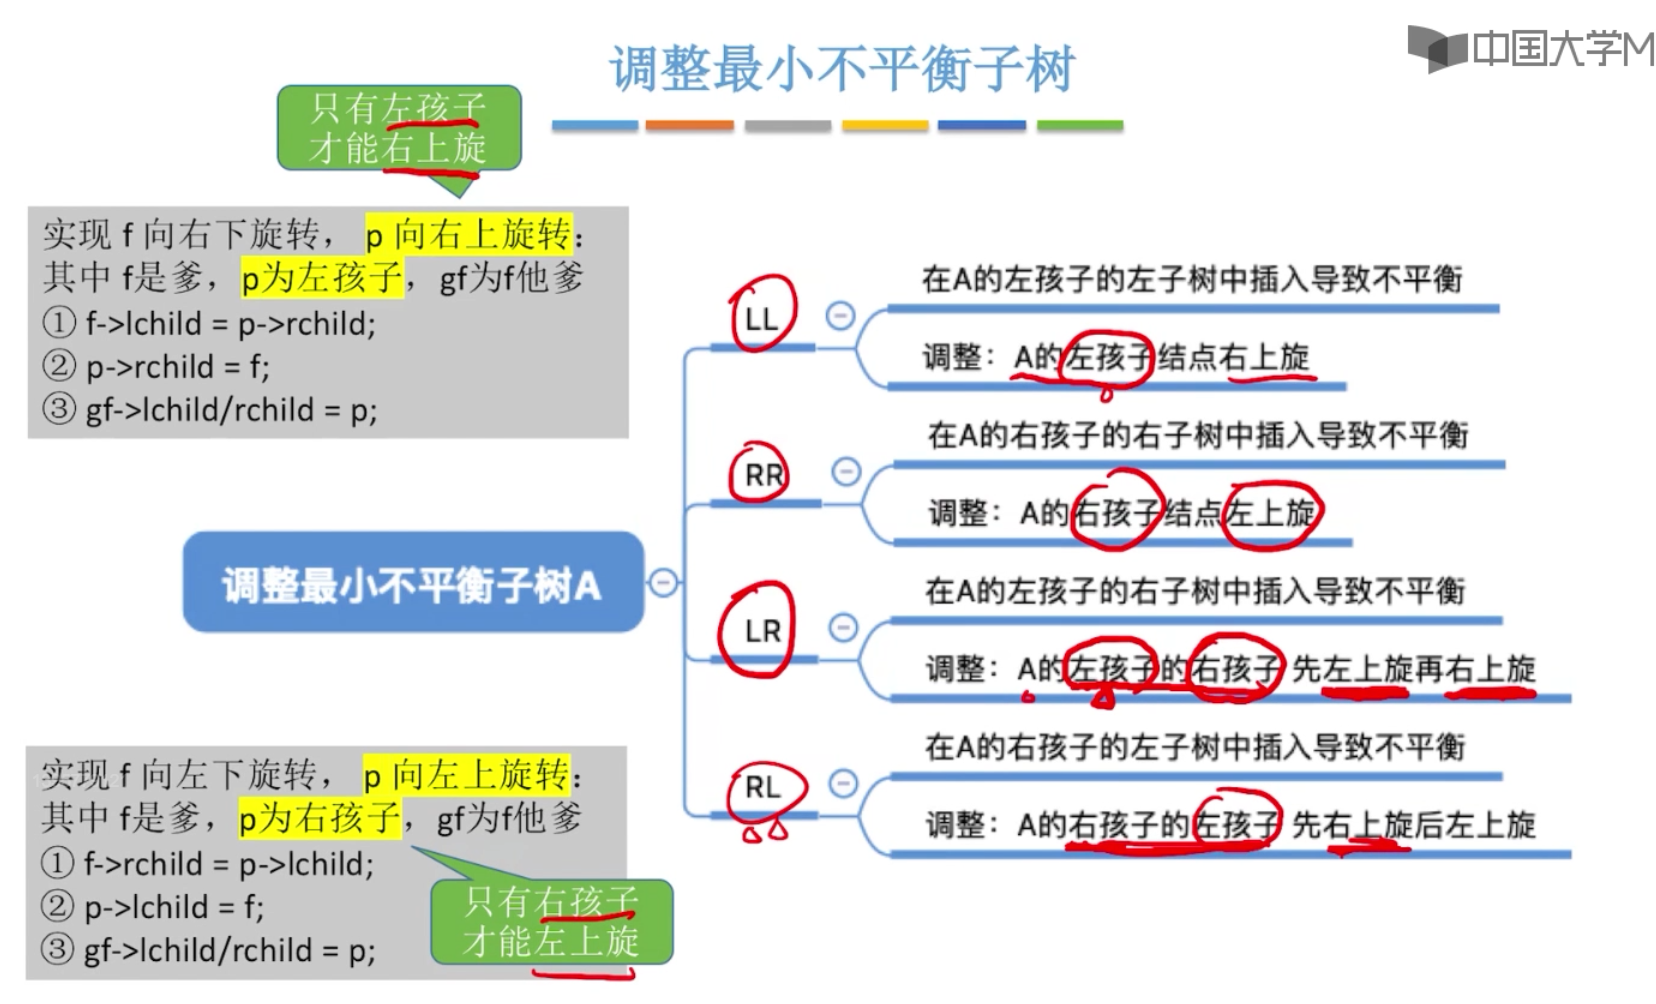 调整最小不平衡子树
中国大学M
只有左孩子
才能右上旋
实现 f 向右下旋转， p 向右上旋转：
其中 f是爹，p为左孩子，gf为f他爹
① f->lchild = p->rchild;
② p->rchild = f;
③ gf->lchild/rchild = p;
调整最小不平衡子树A
LL
在A的左孩子的左子树中插入导致不平衡
调整：A的左孩子结点右上旋
RR
在A的右孩子的右子树中插入导致不平衡
调整：A的右孩子结点左上旋
LR
在A的左孩子的右子树中插入导致不平衡
调整：A的左孩子的右孩子 先左上旋再右上旋
RL
在A的右孩子的左子树中插入导致不平衡
调整：A的右孩子的左孩子 先右上旋后左上旋
实现 f 向左下旋转， p 向左上旋转：
其中 f是爹，p为右孩子，gf为f他爹
① f->rchild = p->lchild;
② p->lchild = f;
③ gf->lchild/rchild = p;
只有右孩子
才能左上旋